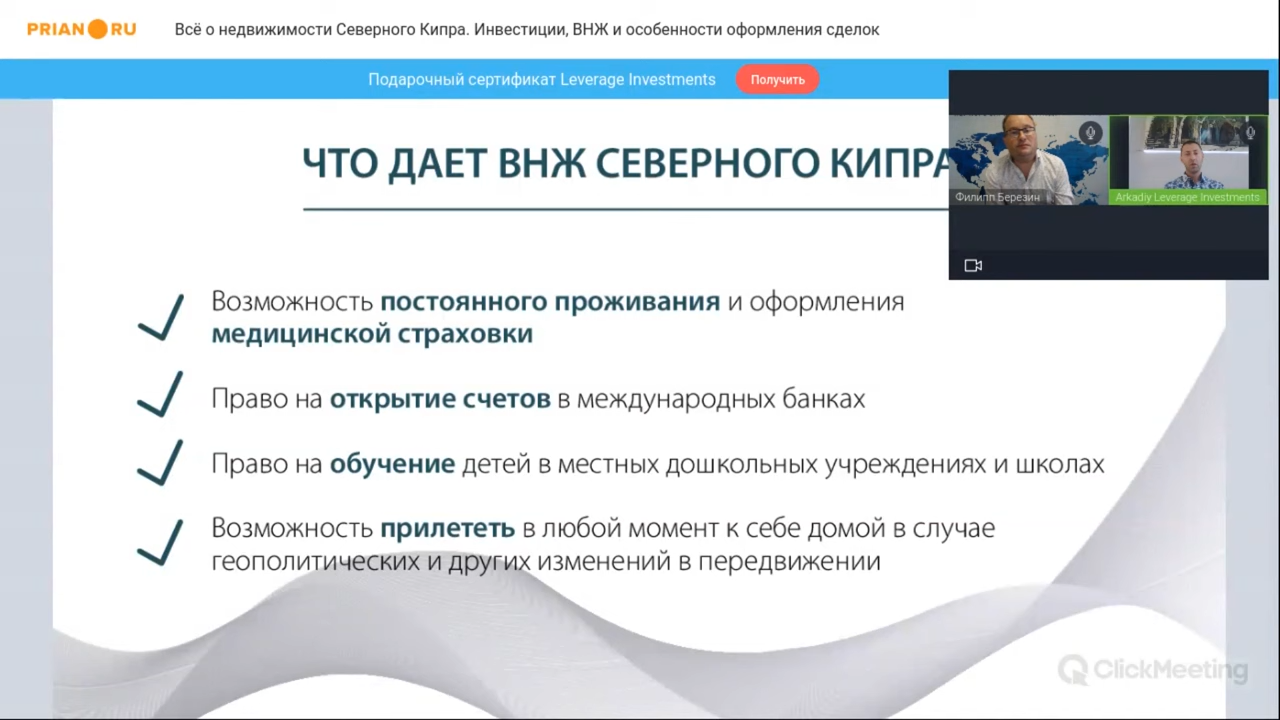 PRIAN RU
Всё о недвижимости Северного Кипра. Инвестиции, ВНЖ и особенности оформления сделок
Подарочный сертификат Leverage Investments
Получить
ЧТО ДАЕТ ВНЖ СЕВЕРНОГО КИПРА
Филипп Березин
Arkadiy Leverage Investments
Возможность постоянного проживания и оформления
медицинской страховки
Право на открытие счетов в международных банках
Право на обучение детей в местных дошкольных учреждениях и школах
Возможность прилететь в любой момент к себе домой в случае
геополитических и других изменений в передвижении
ClickMeeting